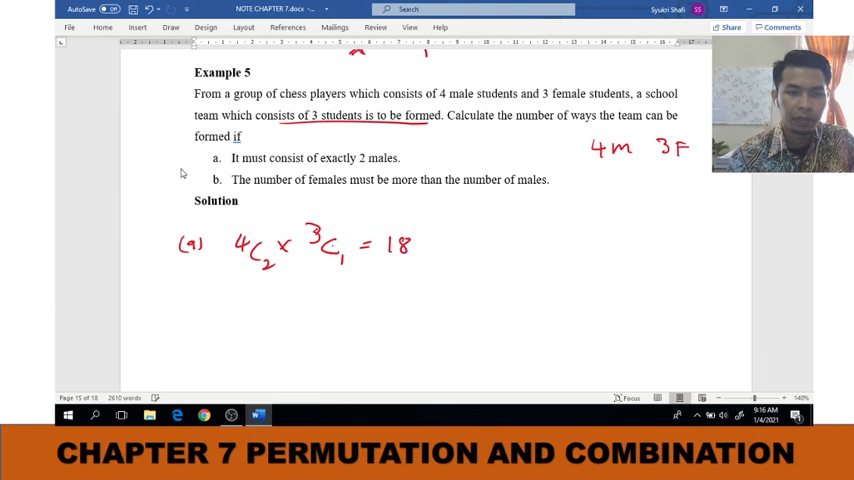 AutoSave Off
NOTE CHAPTER 7.docx
Search
Syukri Shafi SS
File Home Insert Draw Design Layout References Mailings Review View Help
Share Comments
Example 5
From a group of chess players which consists of 4 male students and 3 female students, a school
team which consists of 3 students is to be formed. Calculate the number of ways the team can be
formed if
4m 3F
a. It must consist of exactly 2 males.
b. The number of females must be more than the number of males.
Solution
(a) 4C2 x 3C1 = 18
Page 15 of 18 2610 words
Focus
140%
9:16 AM
1/4/2021
CHAPTER 7 PERMUTATION AND COMBINATION